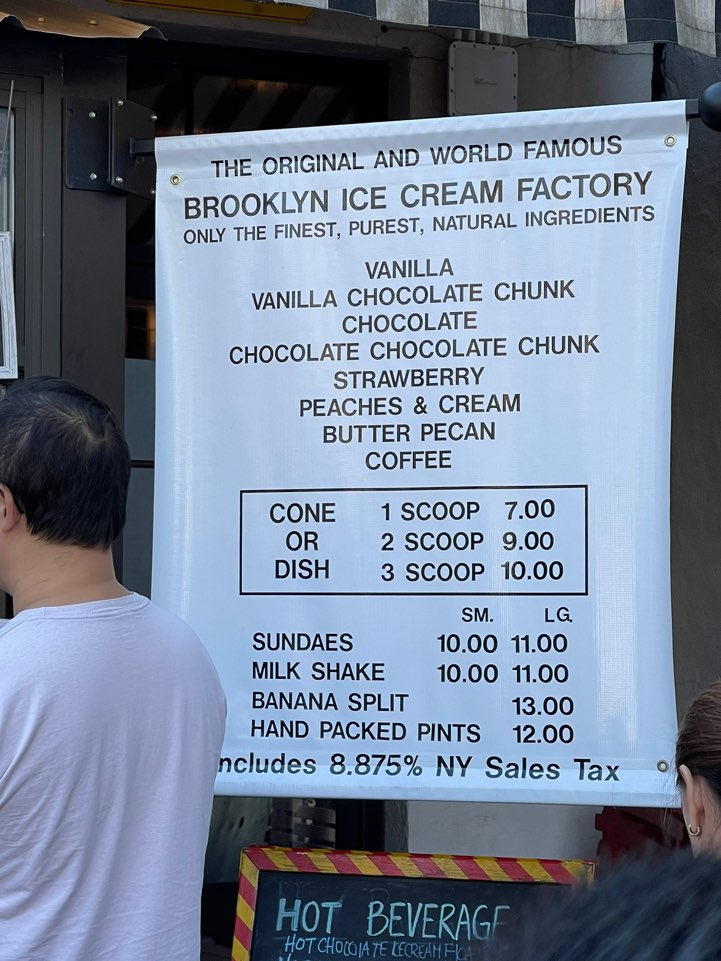 THE ORIGINAL AND WORLD FAMOUS
BROOKLYN ICE CREAM FACTORY
ONLY THE FINEST, PUREST, NATURAL INGREDIENTS
VANILLA
VANILLA CHOCOLATE CHUNK
CHOCOLATE
CHOCOLATE CHOCOLATE CHUNK
STRAWBERRY
PEACHES & CREAM
BUTTER PECAN
COFFEE
CONE 1 SCOOP 7.00
OR 2 SCOOP 9.00
DISH 3 SCOOP 10.00
SM. LG.
SUNDAES 10.00 11.00
MILK SHAKE 10.00 11.00
BANANA SPLIT 13.00
HAND PACKED PINTS 12.00
ncludes 8.875% NY Sales Tax
HOT BEVERAGE
HOT CHOCOLATE